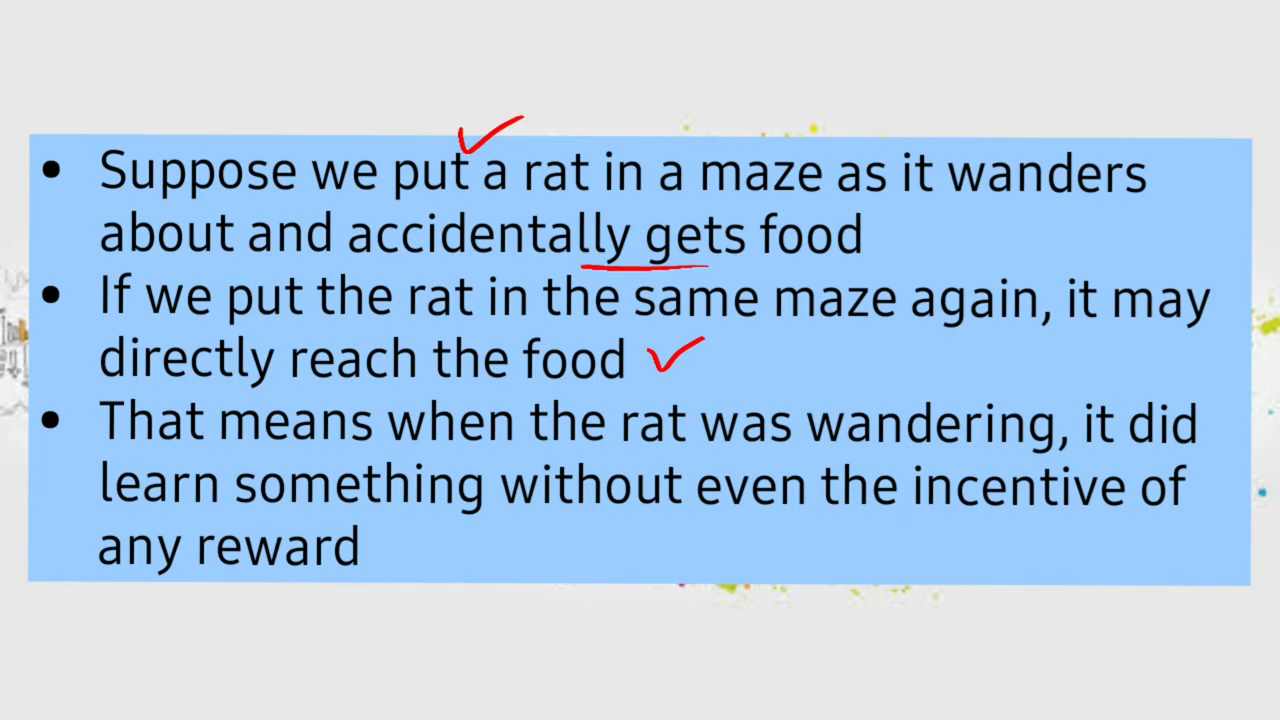 • Suppose we put a rat in a maze as it wanders
about and accidentally gets food
• If we put the rat in the same maze again, it may
directly reach the food
• That means when the rat was wandering, it did
learn something without even the incentive of
any reward